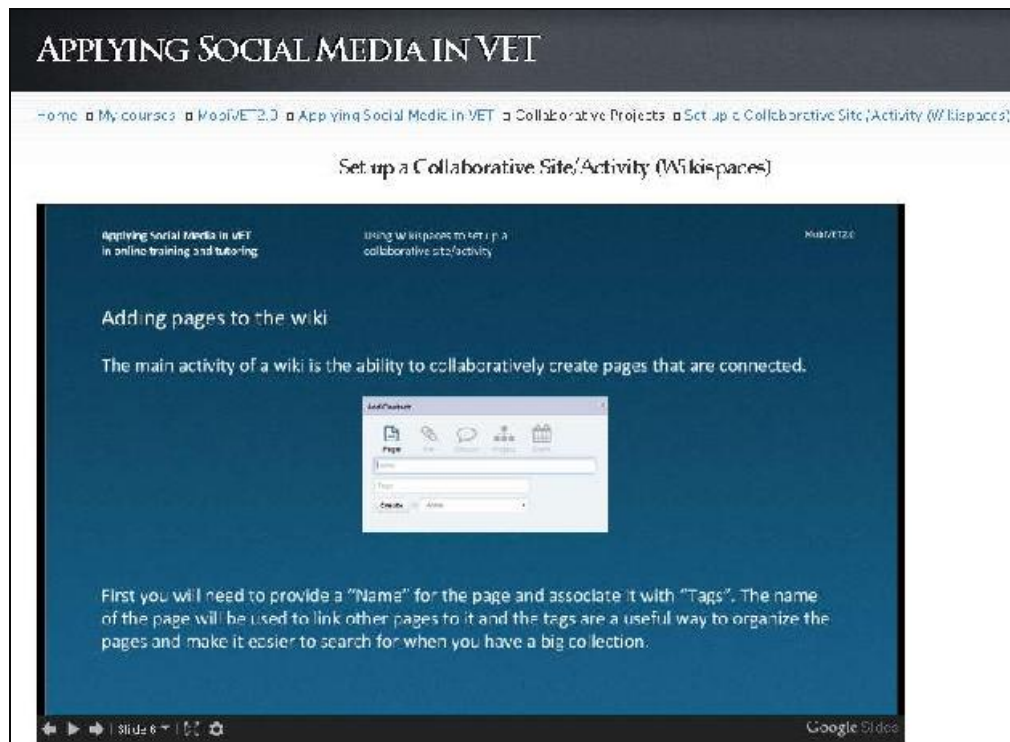 APPLYING SOCIAL MEDIA IN VET
Home My courses MobiVET2.0 Applying Social Media in VET Collaborative Projects Set up a Collaborative Site/Activity (Wikispaces)
Set up a Collaborative Site/Activity (Wikispaces)
Applying Social Media in VET
in online training and tutoring
Using Wikispaces to set up a
collaborative site/activity
MobiVET2.0
Adding pages to the wiki
The main activity of a wiki is the ability to collaboratively create pages that are connected.
Add Content
Page
Create
First you will need to provide a "Name" for the page and associate it with "Tags". The name
of the page will be used to link other pages to it and the tags are a useful way to organize the
pages and make it easier to search for when you have a big collection.
Slide 6
Google Slides